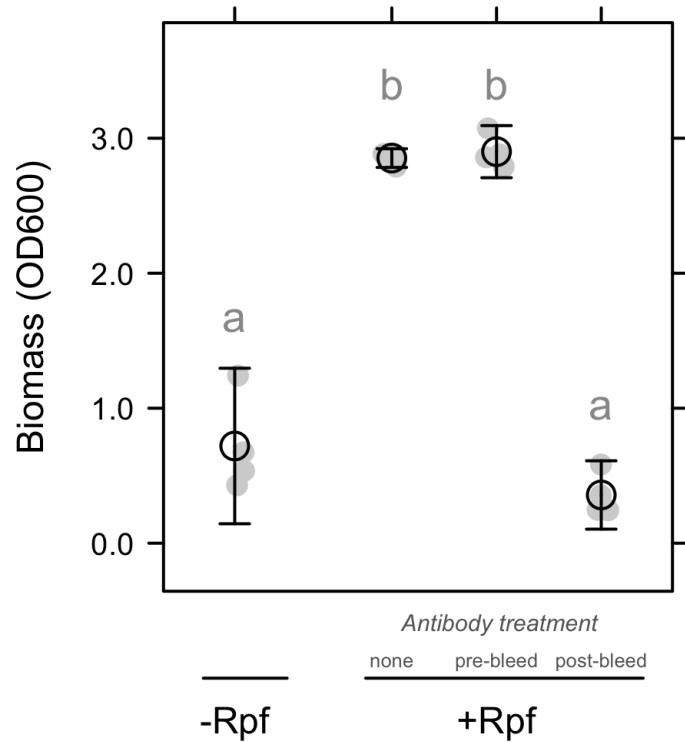 b b
3.0
2.0
a
1.0
a
0.0
Biomass (OD600)
Antibody treatment
none pre-bleed post-bleed
-Rpf +Rpf